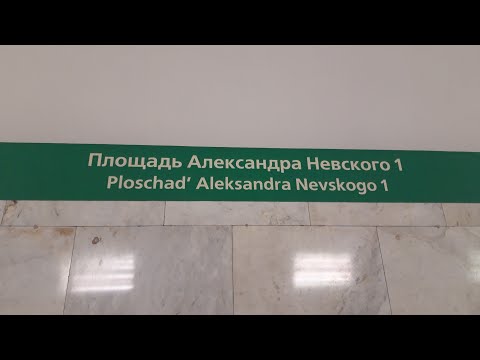 Площадь Александра Невского 1
Ploschad’ Aleksandra Nevskogo 1